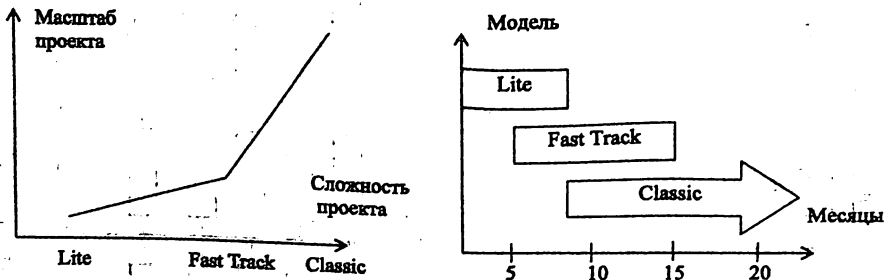 Масштаб
проекта
Сложность
проекта
Lite
Fast Track
Classic
Модель
Lite
Fast Track
Classic
Месяцы
5
10
15
20